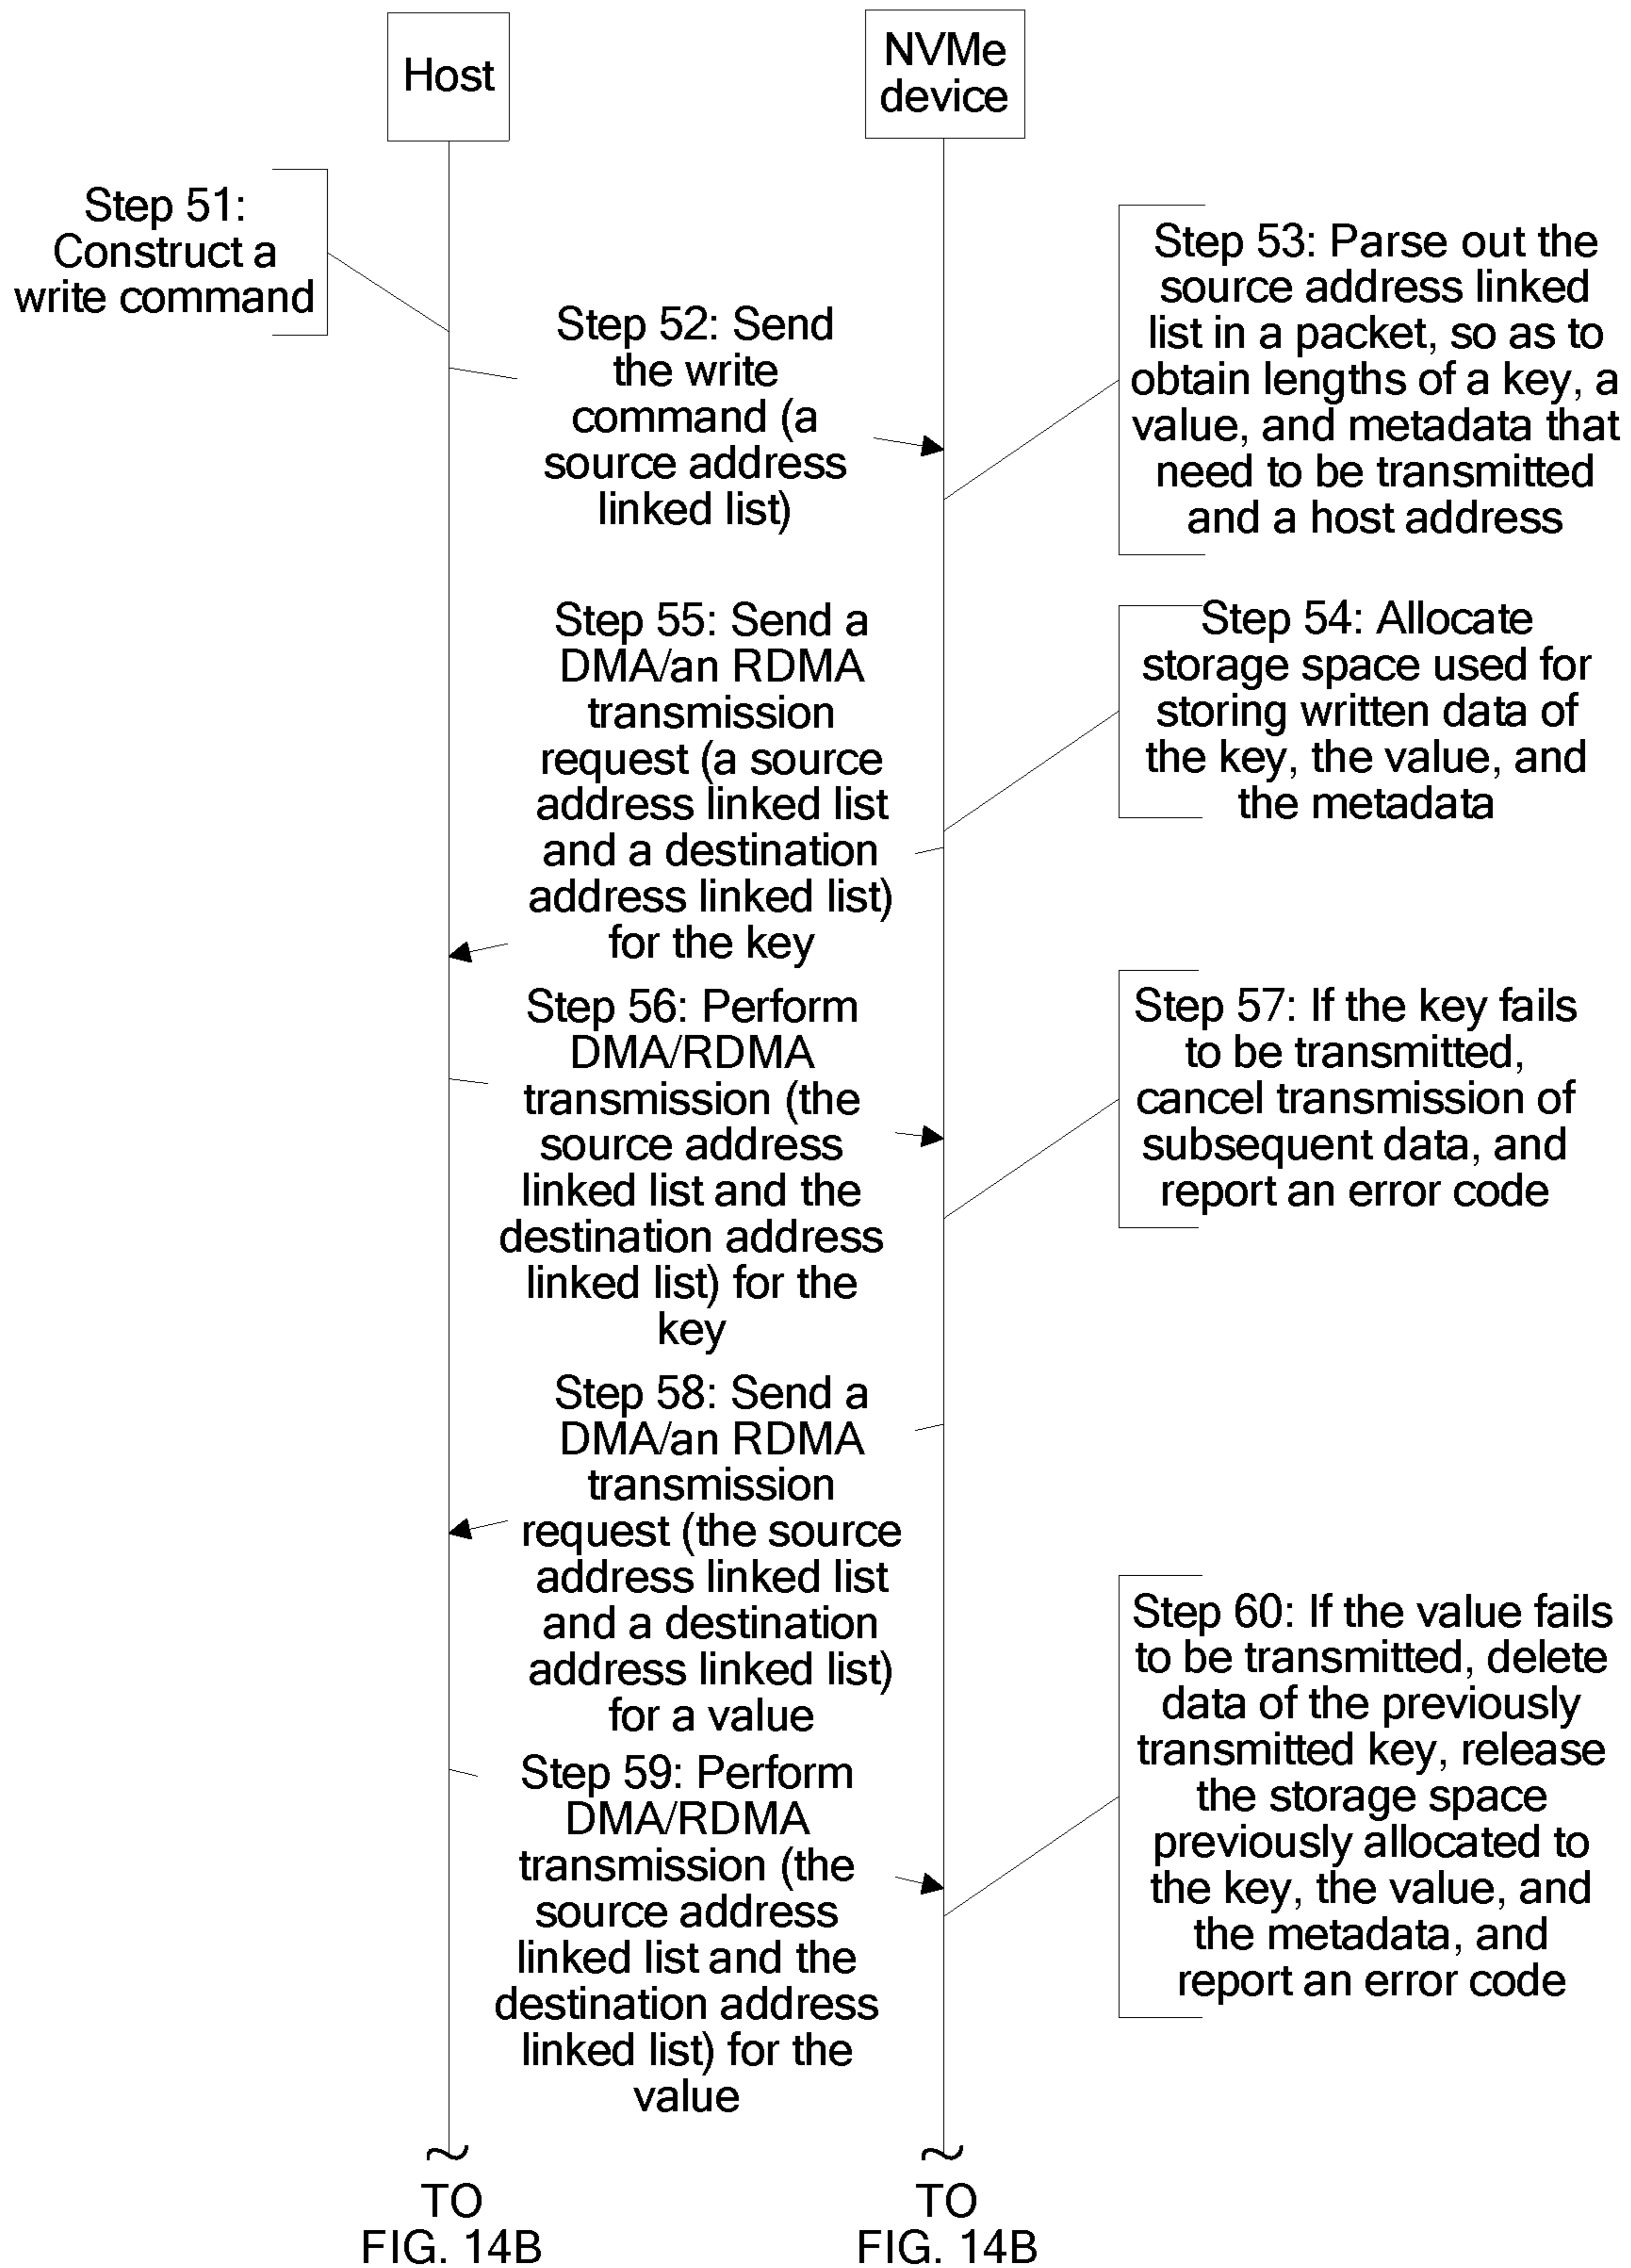 Host
NVMe
device
Step 51:
Construct a
write command
Step 52: Send
the write
command (a
source address
linked list)
Step 53: Parse out the
source address linked
list in a packet, so as to
obtain lengths of a key, a
value, and metadata that
need to be transmitted
and a host address
Step 54: Allocate
storage space used for
storing written data of
the key, the value, and
the metadata
Step 55: Send a
DMA/an RDMA
transmission
request (a source
address linked list
and a destination
address linked list)
for the key
Step 56: Perform
DMA/RDMA
transmission (the
source address
linked list and the
destination address
linked list) for the
key
Step 57: If the key fails
to be transmitted,
cancel transmission of
subsequent data, and
report an error code
Step 58: Send a
DMA/an RDMA
transmission
request (the source
address linked list
and a destination
address linked list)
for a value
Step 59: Perform
DMA/RDMA
transmission (the
source address
linked list and the
destination address
linked list) for the
value
Step 60: If the value fails
to be transmitted, delete
data of the previously
transmitted key, release
the storage space
previously allocated to
the key, the value, and
the metadata, and
report an error code
TO
FIG. 14B
TO
FIG. 14B